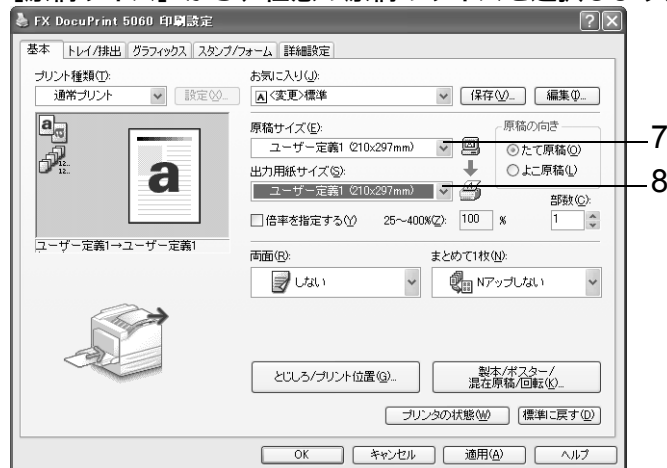 FX DocuPrint 5060 印刷設定
基本 トレイ/排出 グラフィックス スタンプ/フォーム 詳細設定
プリント種類(T):
通常プリント 設定(X)...
お気に入り(J):
<変更>標準 保存(V)... 編集(I)...
原稿サイズ(E):
ユーザー定義1 (210x297mm)
7
原稿の向き
たて原稿(O)
よこ原稿(L)
出力用紙サイズ(S):
ユーザー定義1 (210x297mm)
8
倍率を指定する(Y) 25～400%(Z): 100 %
部数(C):
1
ユーザー定義1→ユーザー定義1
両面(R):
しない
まとめて1枚(N):
Nアップしない
とじしろ/プリント位置(G)...
製本/ポスター/
混在原稿/回転(K)...
プリンタの状態(W) 標準に戻す(D)
OK キャンセル 適用(A) ヘルプ